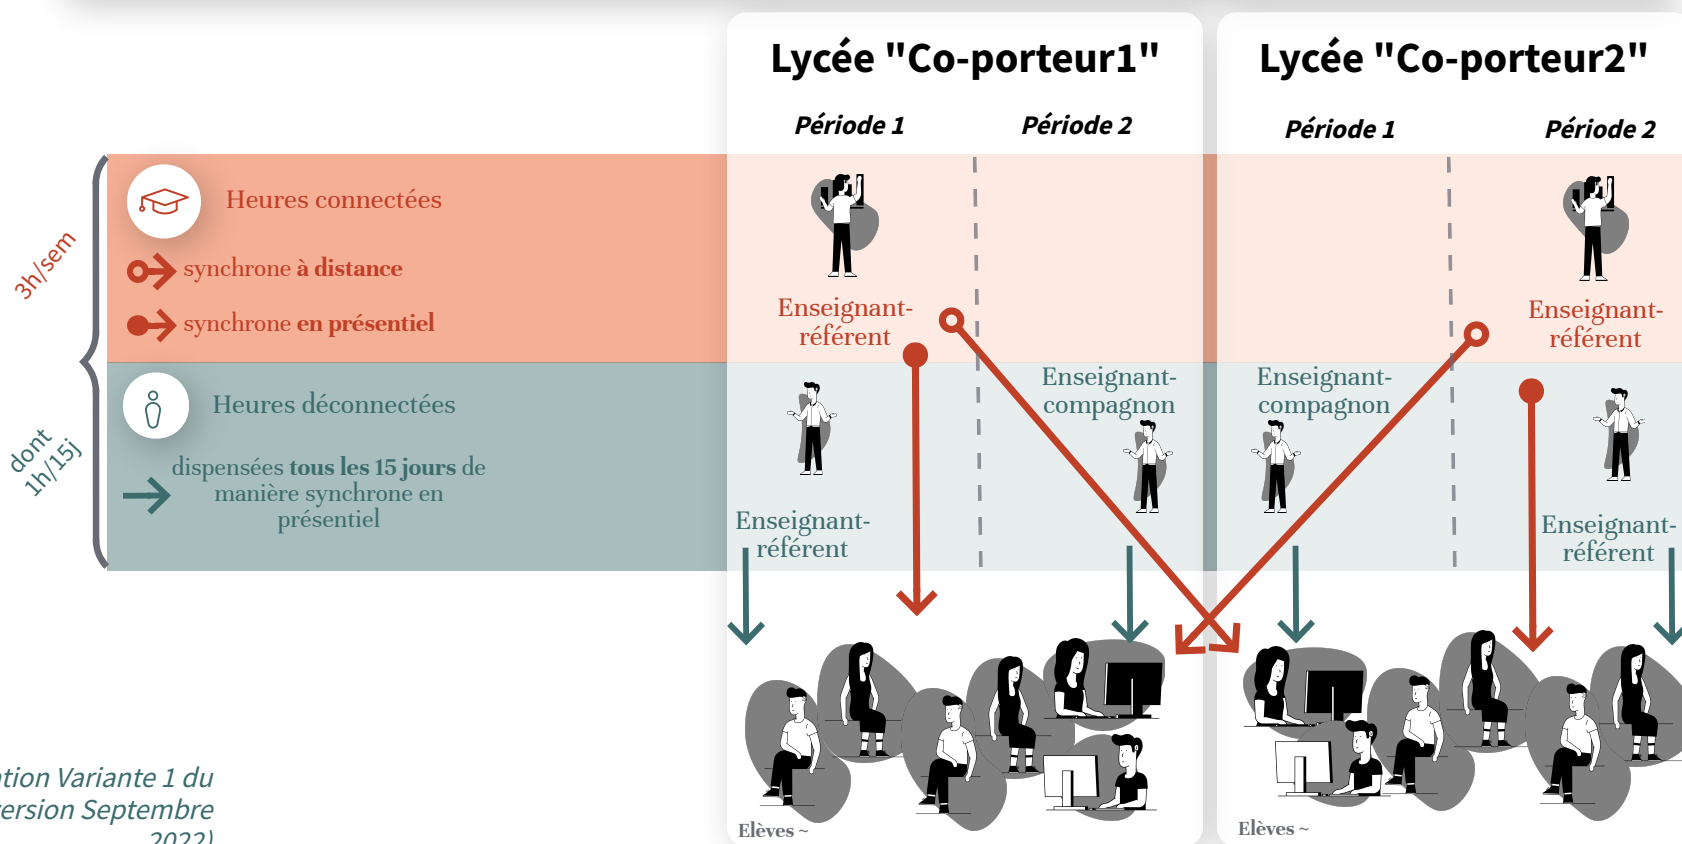 Lycée "Co-porteur1"
Lycée "Co-porteur2"
Période 1
Période 2
Période 1
Période 2
Heures connectées
3h/sem
synchrone à distance
synchrone en présentiel
Enseignant-
référent
Enseignant-
référent
Heures déconnectées
dont
1h/15j
dispensées tous les 15 jours de
manière synchrone en
présentiel
Enseignant-
compagnon
Enseignant-
compagnon
Enseignant-
référent
Enseignant-
référent
Variante 1 du
Septembre
2022)
Elèves ~
Elèves ~